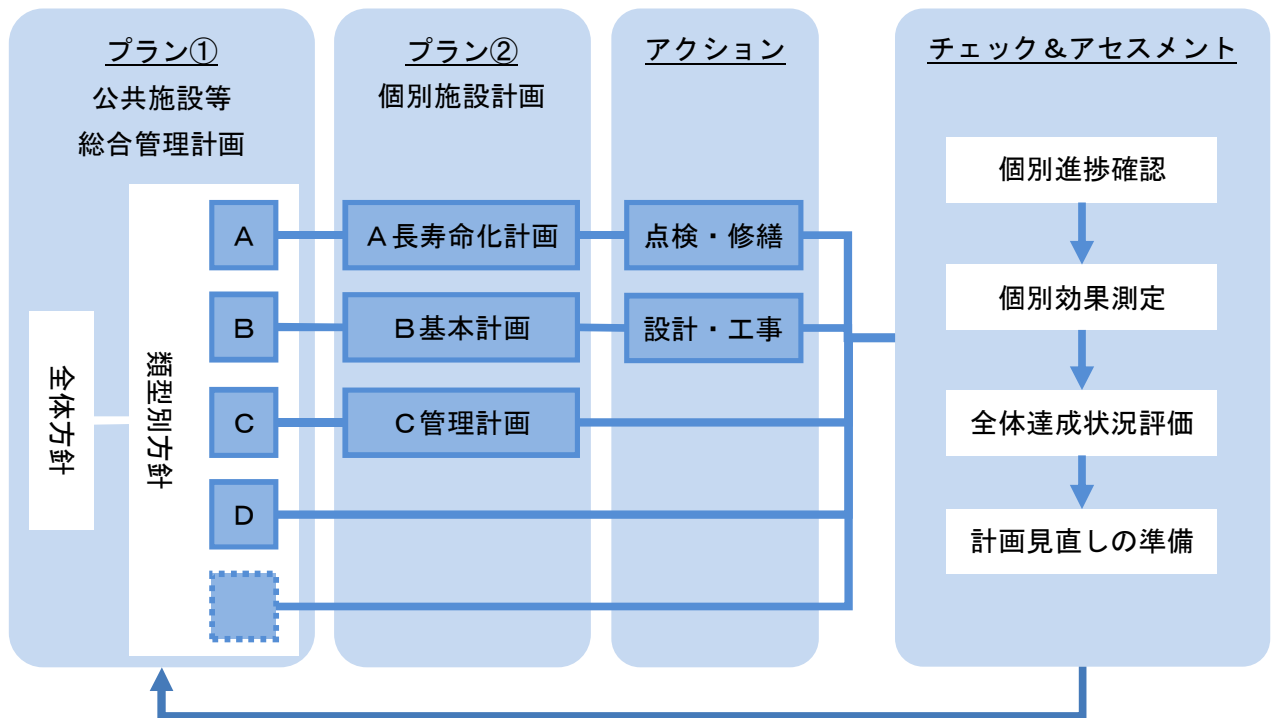 プラン①
公共施設等
総合管理計画
全体方針
類型別方針
A
B
C
D
プラン②
個別施設計画
A長寿命化計画
B基本計画
C管理計画
アクション
点検・修繕
設計・工事
チェック＆アセスメント
個別進捗確認
個別効果測定
全体達成状況評価
計画見直しの準備